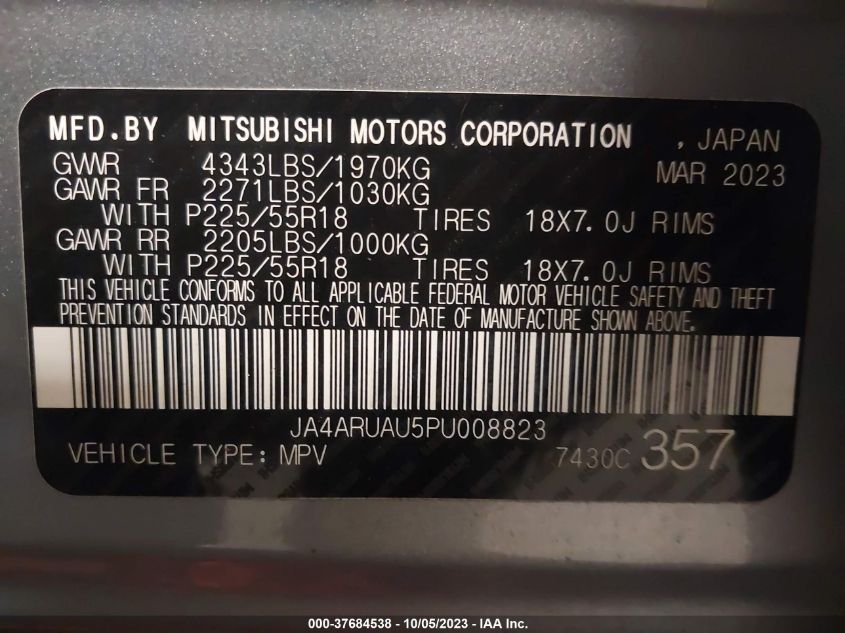 MFD.BY MITSUBISHI MOTORS CORPORATION , JAPAN
GVWR 4343LBS/1970KG MAR 2023
GAWR FR 2271LBS/1030KG
WITH P225/55R18 TIRES 18X7.0J RIMS
GAWR RR 2205LBS/1000KG
WITH P225/55R18 TIRES 18X7.0J RIMS
THIS VEHICLE CONFORMS TO ALL APPLICABLE FEDERAL MOTOR VEHICLE SAFETY AND THEFT
PREVENTION STANDARDS IN EFFECT ON THE DATE OF MANUFACTURE SHOWN ABOVE.
JA4ARUAU5PU008823
VEHICLE TYPE: MPV 7430C 357
000-37684538 - 10/05/2023 - IAA Inc.